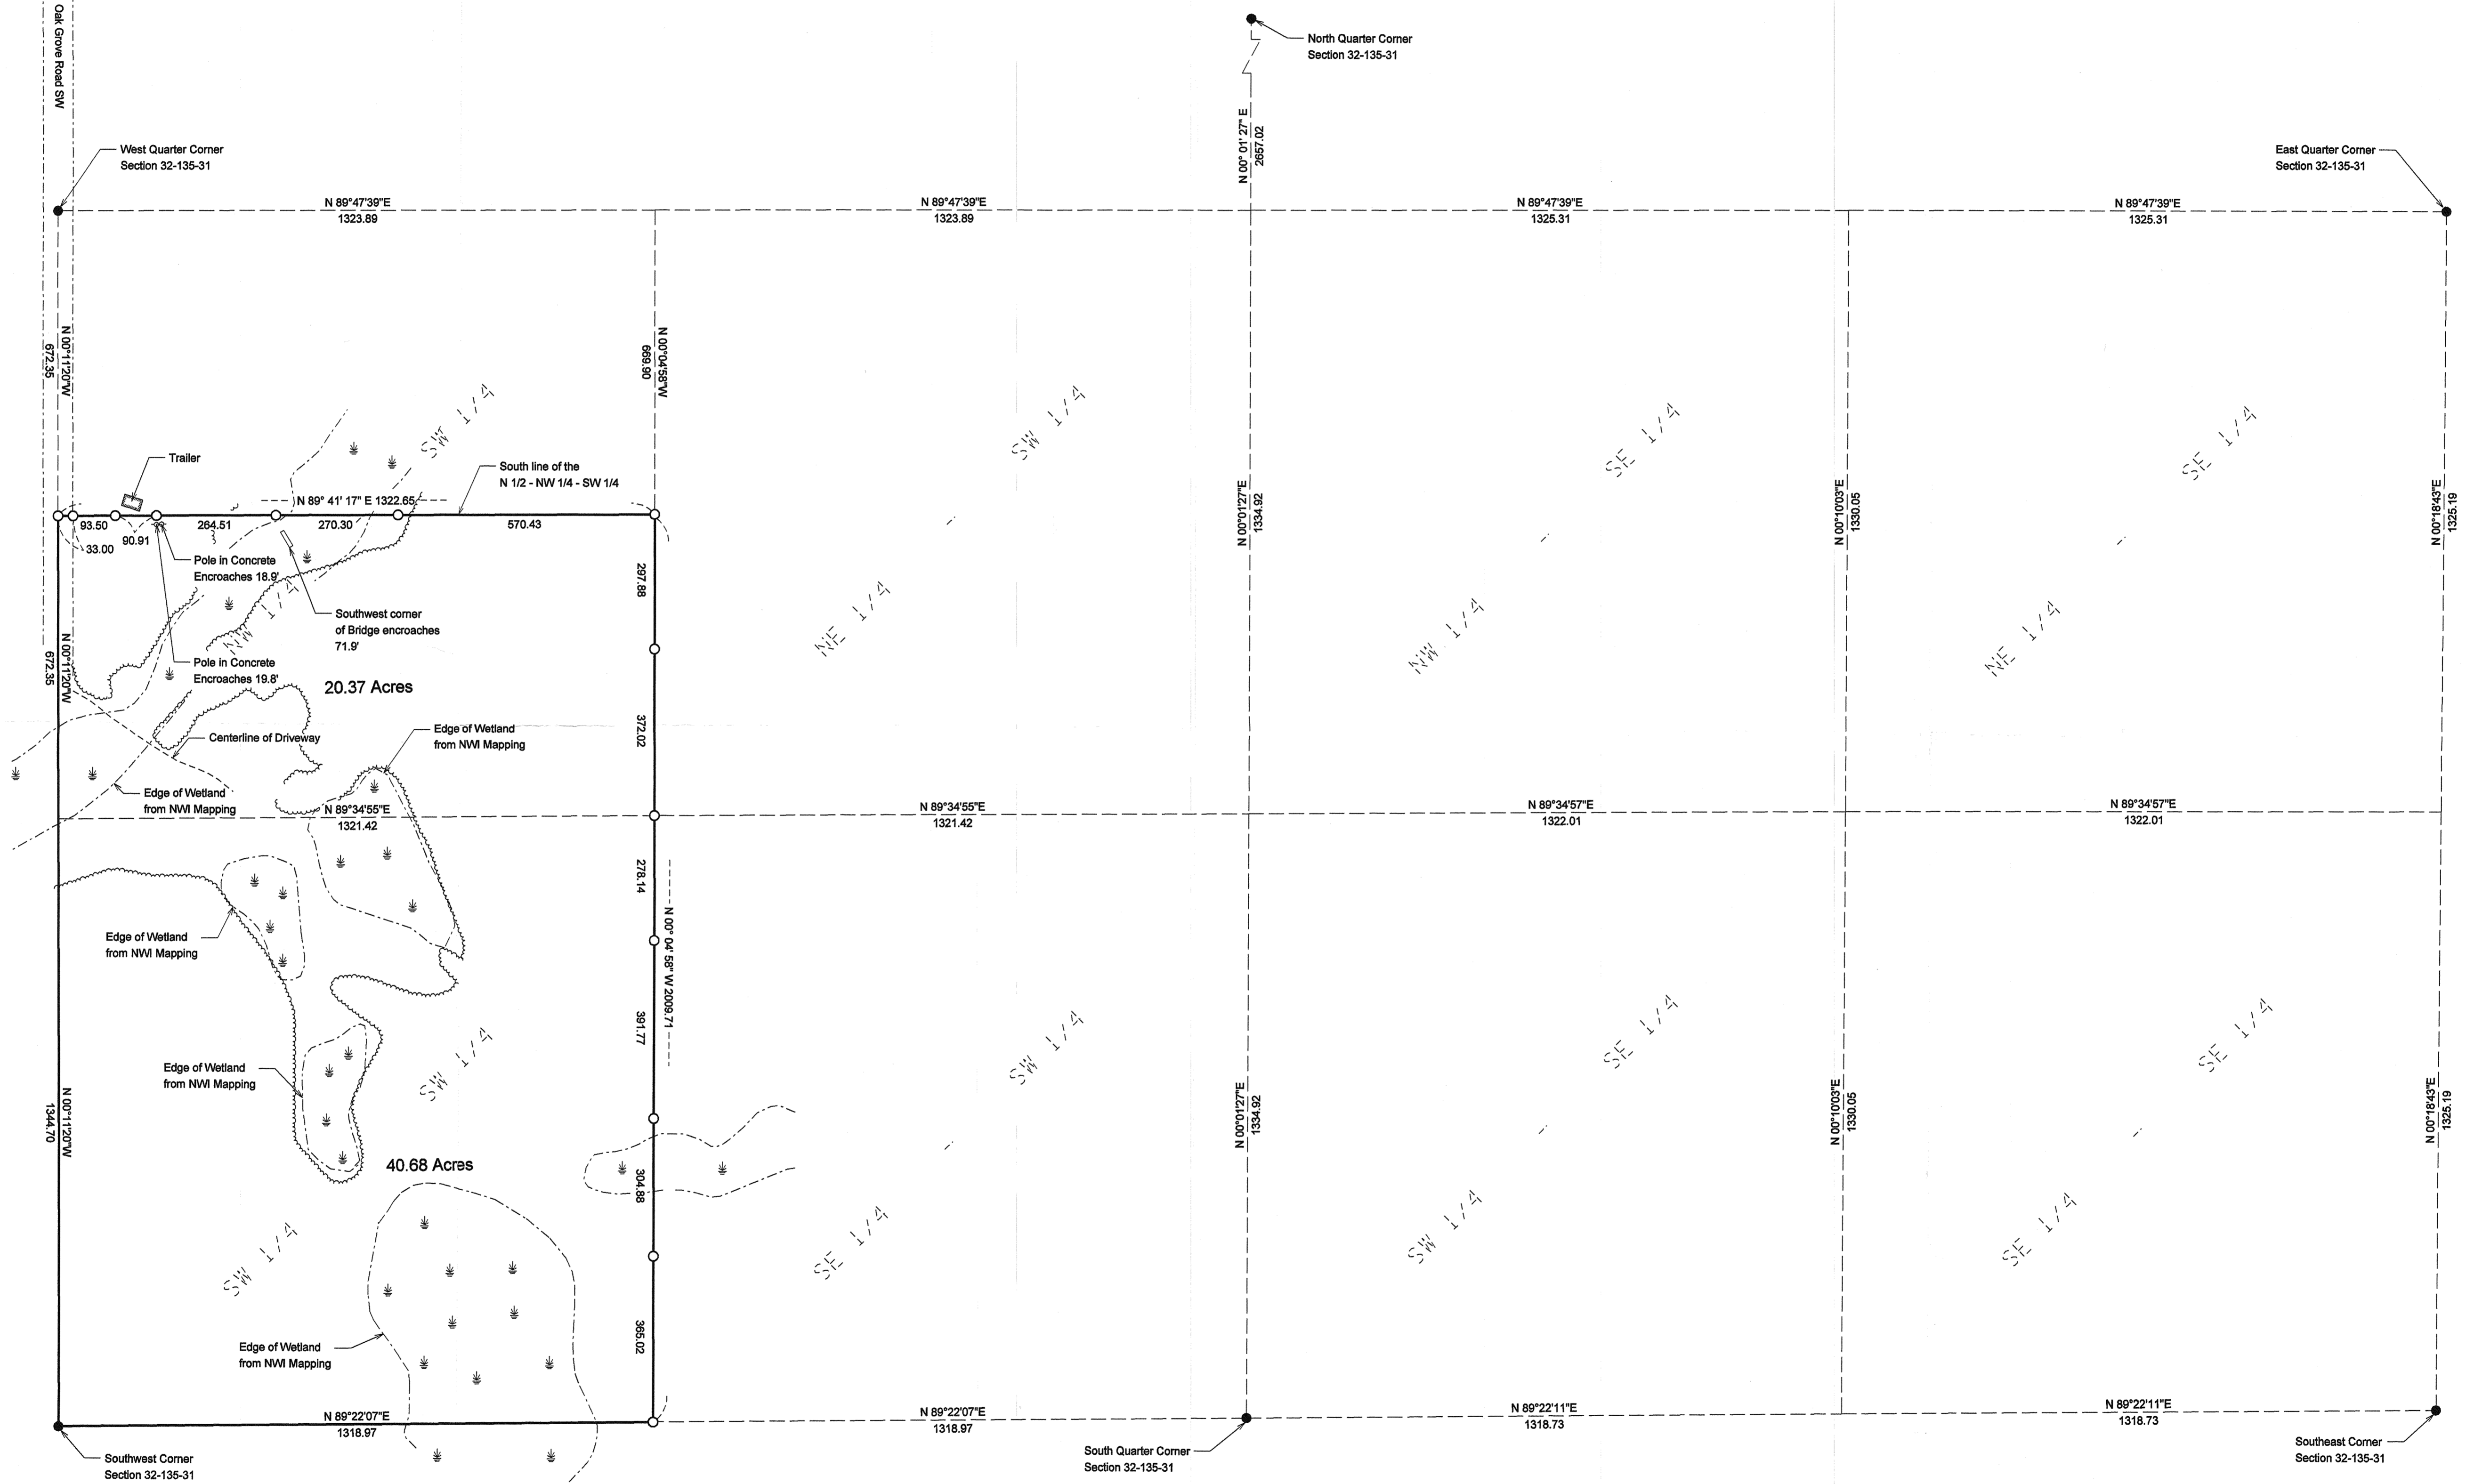 Oak Grove Road SW
North Quarter Corner
Section 32-135-31
N 00° 01' 27" E
2657.02
West Quarter Corner
Section 32-135-31
East Quarter Corner
Section 32-135-31
N 89°47'39"E
1323.89
N 89°47'39"E
1323.89
N 89°47'39"E
1325.31
N 89°47'39"E
1325.31
N 00°11'20"W
672.35
N 00°04'58"W
669.90
SW 1/4
SW 1/4
SE 1/4
SE 1/4
Trailer
South line of the
N 1/2 - NW 1/4 - SW 1/4
N 89° 41' 17" E 1322.65
93.50
264.51
270.30
570.43
33.00
90.91
Pole in Concrete
Encroaches 18.9'
N 00°01'27"E
1334.92
N 00°10'03"E
1330.05
N 00°18'43"E
1325.19
297.88
NW 1/4
NE 1/4
NW 1/4
NE 1/4
Southwest corner
of Bridge encroaches
71.9'
N 00°11'20"W
672.35
Pole in Concrete
Encroaches 19.8'
20.37 Acres
372.02
Centerline of Driveway
Edge of Wetland
from NWI Mapping
Edge of Wetland
from NWI Mapping
N 89°34'55"E
1321.42
N 89°34'55"E
1321.42
N 89°34'57"E
1322.01
N 89°34'57"E
1322.01
278.14
Edge of Wetland
from NWI Mapping
N 00° 04' 58" W 2009.71
391.77
SW 1/4
SW 1/4
SE 1/4
SE 1/4
Edge of Wetland
from NWI Mapping
N 00°11'20"W
1344.70
N 00°01'27"E
1334.92
N 00°10'03"E
1330.05
N 00°18'43"E
1325.19
40.68 Acres
304.88
SW 1/4
SE 1/4
SW 1/4
SE 1/4
Edge of Wetland
from NWI Mapping
365.02
N 89°22'07"E
1318.97
N 89°22'07"E
1318.97
N 89°22'11"E
1318.73
N 89°22'11"E
1318.73
Southwest Corner
Section 32-135-31
South Quarter Corner
Section 32-135-31
Southeast Corner
Section 32-135-31